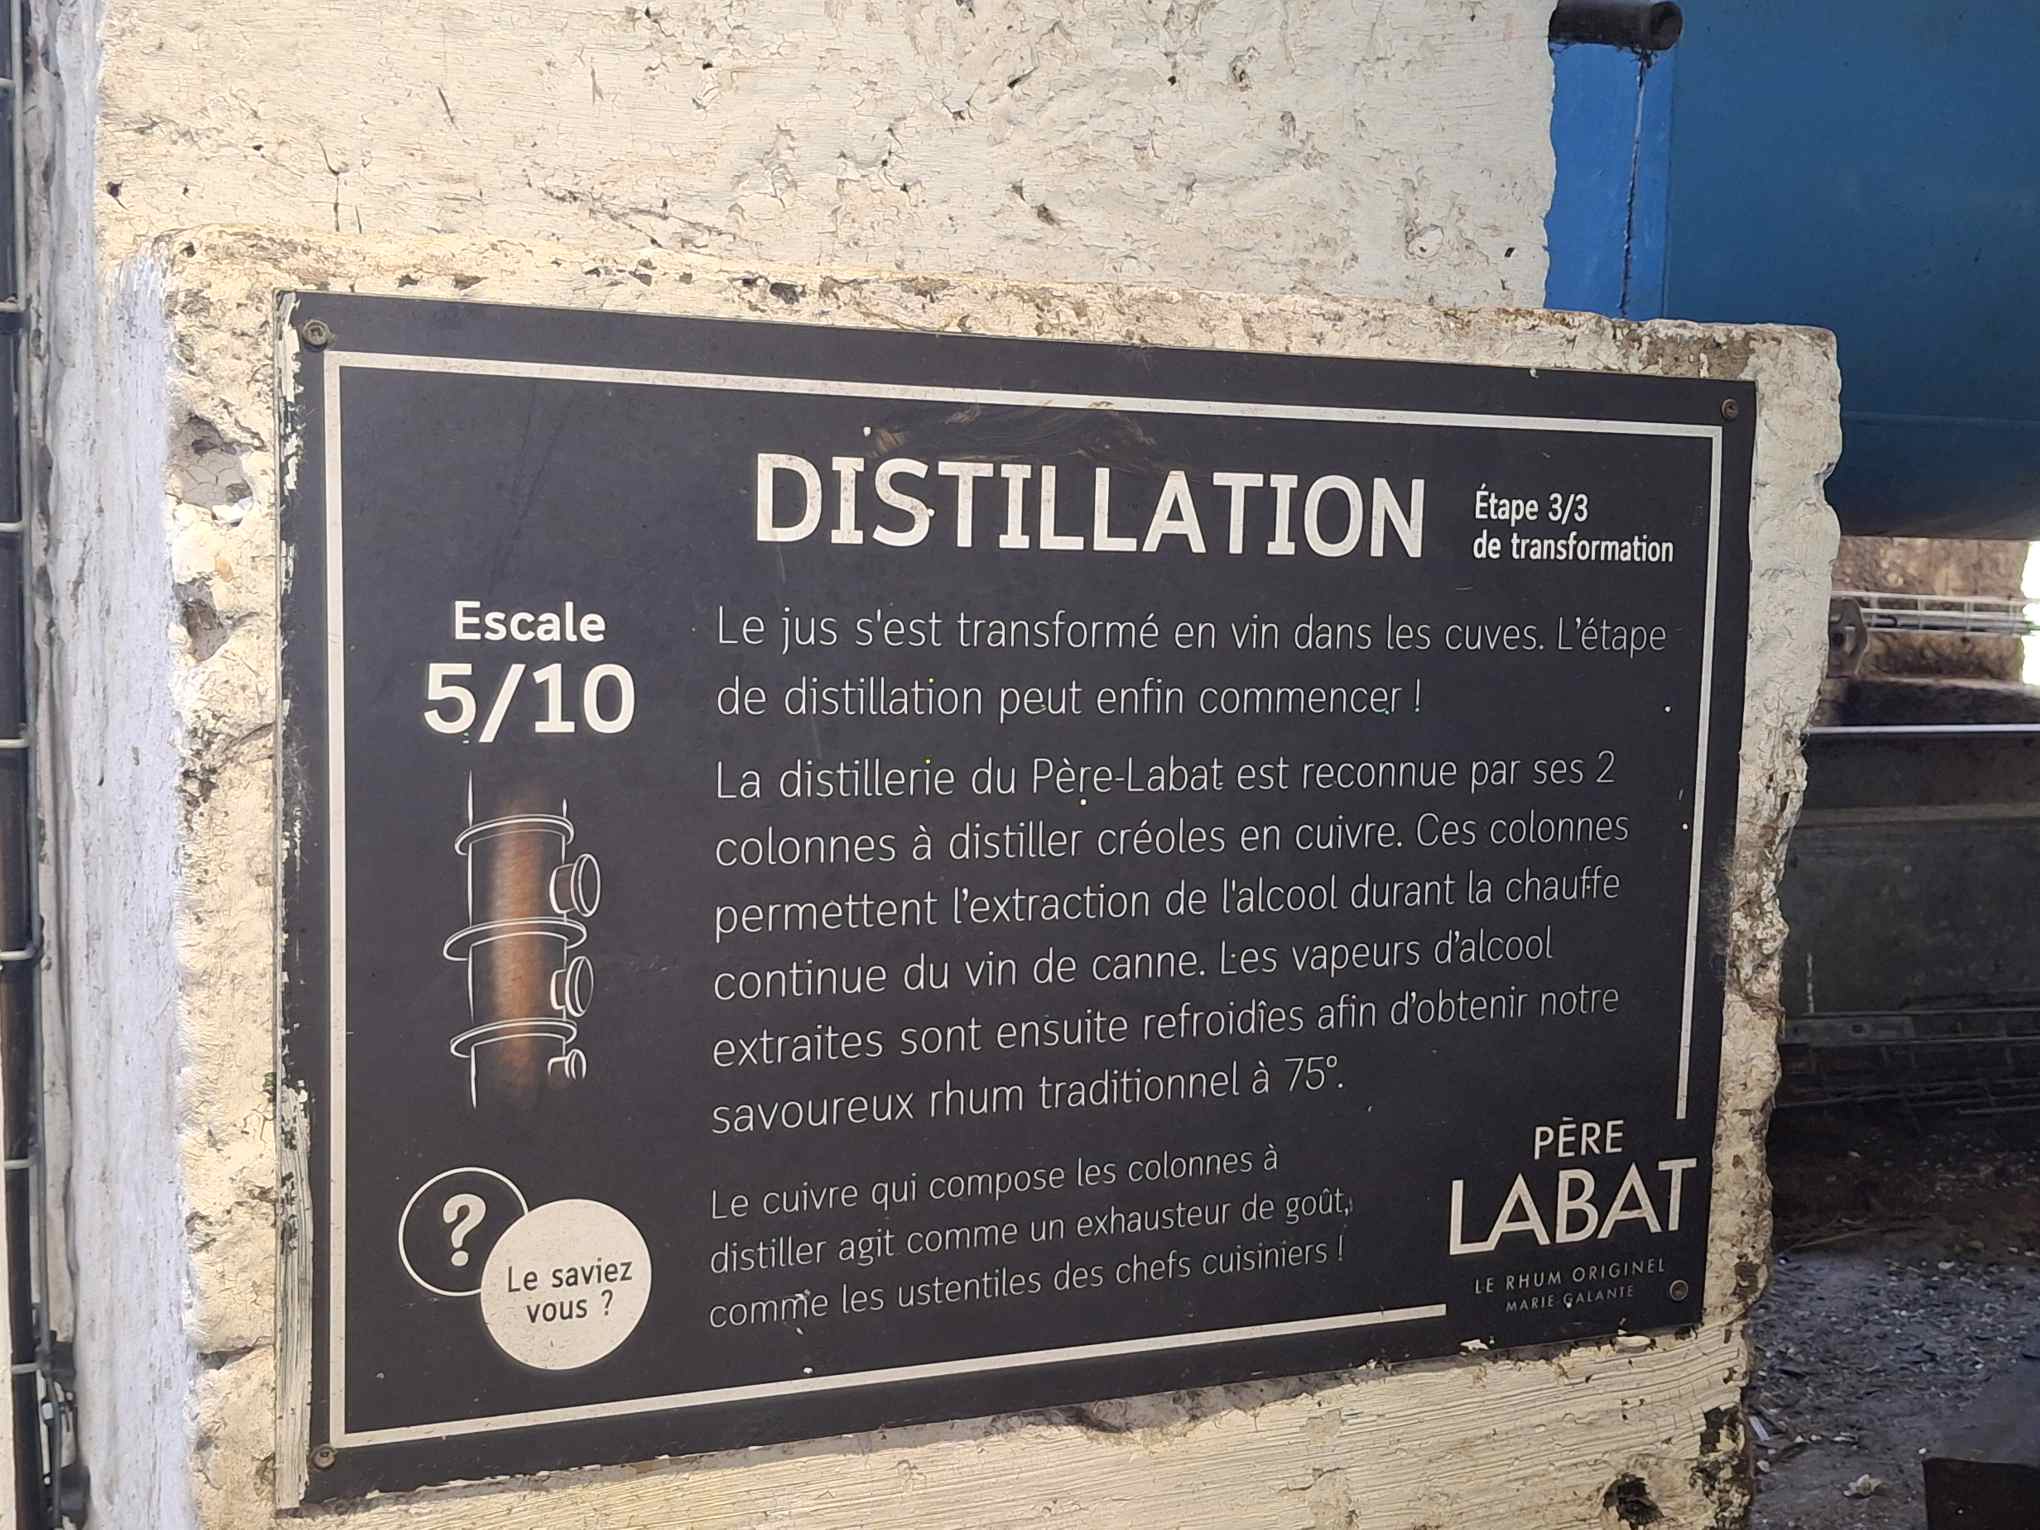 DISTILLATION
Étape 3/3
de transformation
Escale
5/10
Le jus s'est transformé en vin dans les cuves. L'étape
de distillation peut enfin commencer !
La distillerie du Père-Labat est reconnue par ses 2
colonnes à distiller créoles en cuivre. Ces colonnes
permettent l'extraction de l'alcool durant la chauffe
continue du vin de canne. Les vapeurs d'alcool
extraites sont ensuite refroidies afin d'obtenir notre
savoureux rhum traditionnel à 75°.
?
Le saviez
vous ?
Le cuivre qui compose les colonnes à
distiller agit comme un exhausteur de goût,
comme les ustentiles des chefs cuisiniers !
PÈRE
LABAT
LE RHUM ORIGINEL
MARIE GALANTE